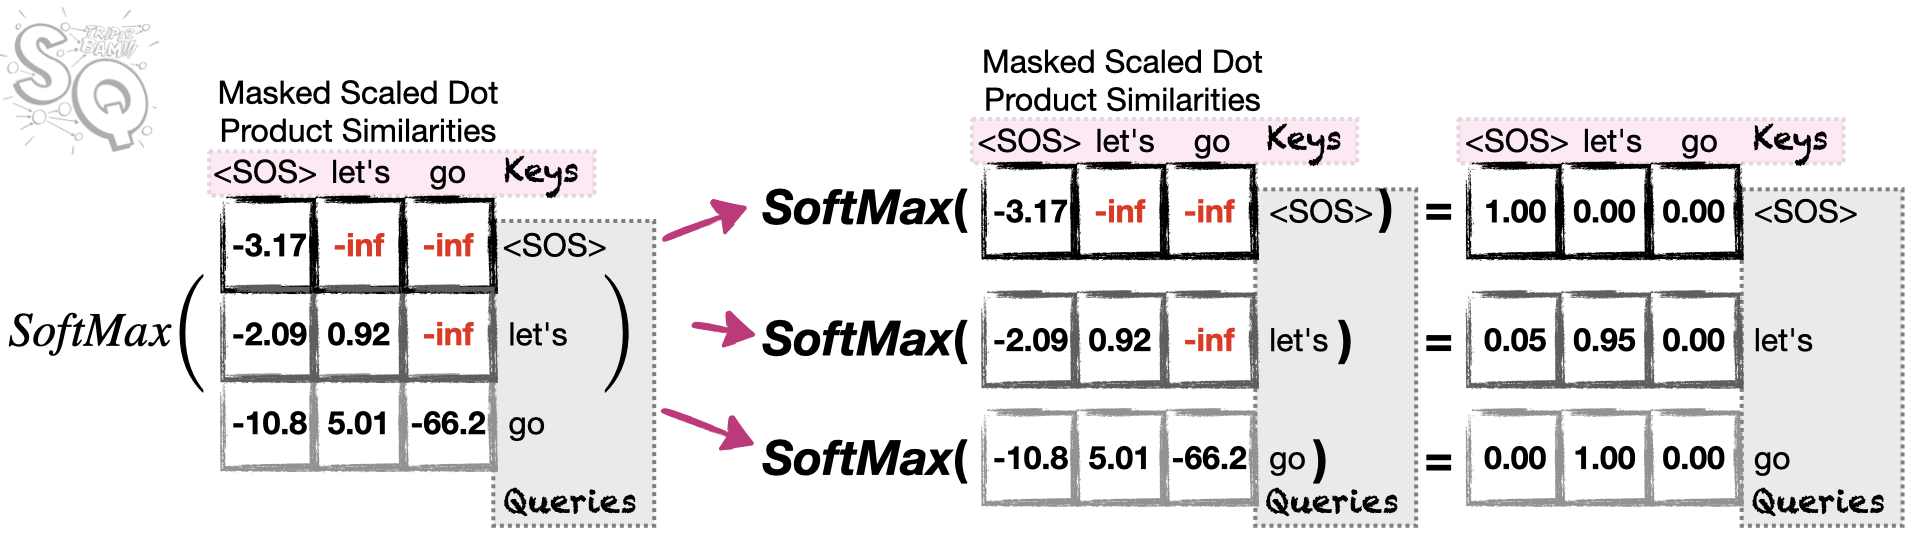 SQ
TRIPLE
BAM!!!
Masked Scaled Dot
Product Similarities
<SOS> let's go Keys
-3.17 -inf -inf <SOS>
SoftMax( -2.09 0.92 -inf let's )
-10.8 5.01 -66.2 go
Queries
Masked Scaled Dot
Product Similarities
<SOS> let's go Keys <SOS> let's go Keys
SoftMax( -3.17 -inf -inf <SOS> ) = 1.00 0.00 0.00 <SOS>
SoftMax( -2.09 0.92 -inf let's ) = 0.05 0.95 0.00 let's
SoftMax( -10.8 5.01 -66.2 go ) = 0.00 1.00 0.00 go
Queries Queries